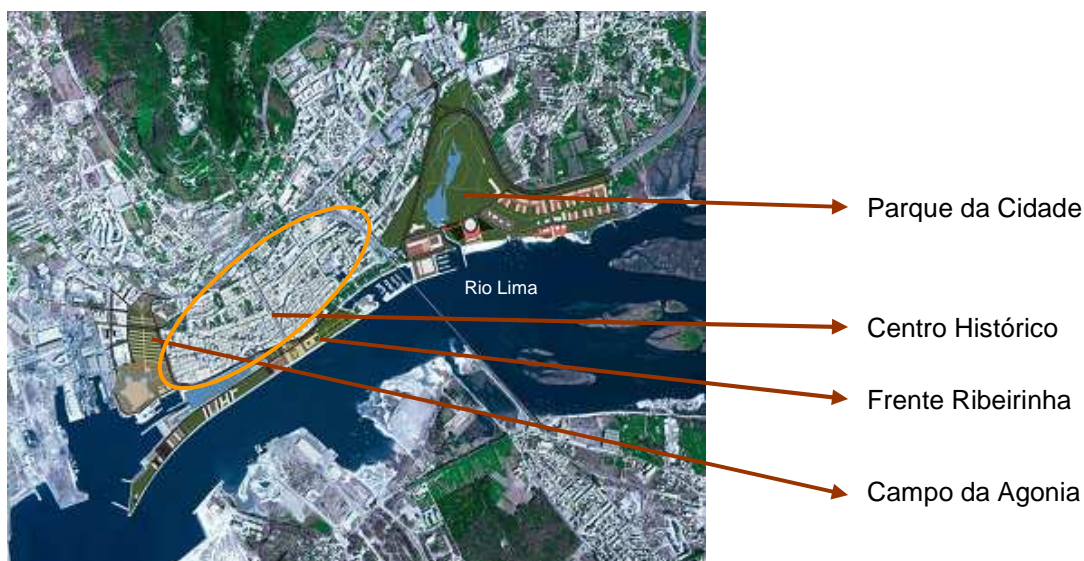 Parque da Cidade
Rio Lima
Centro Histórico
Frente Ribeirinha
Campo da Agonia